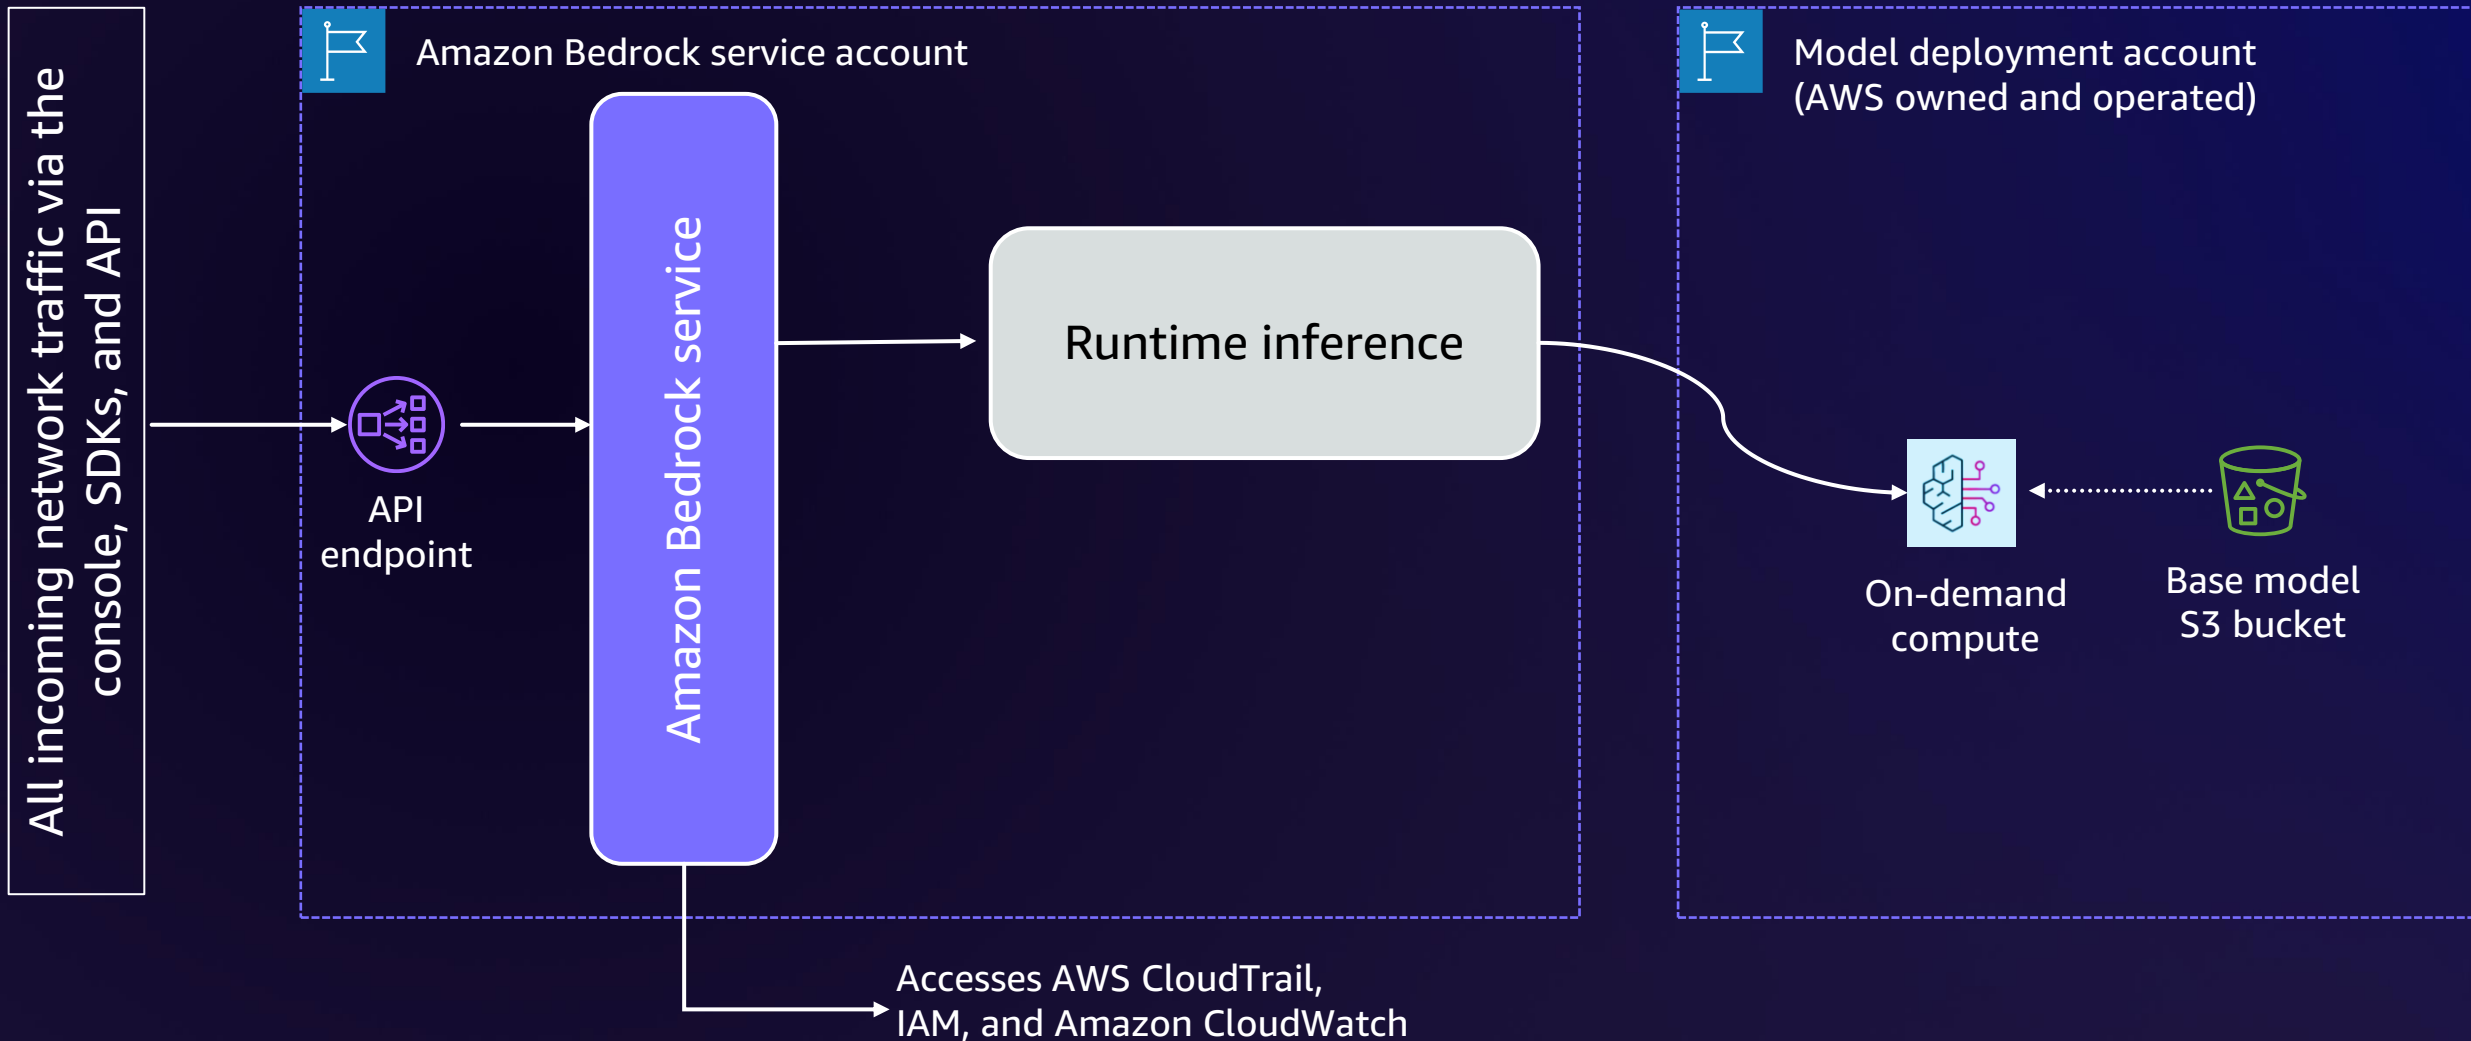 All incoming network traffic via the
console, SDKs, and API
Amazon Bedrock service account
API
endpoint
Amazon Bedrock service
Runtime inference
Accesses AWS CloudTrail,
IAM, and Amazon CloudWatch
Model deployment account
(AWS owned and operated)
On-demand
compute
Base model
S3 bucket